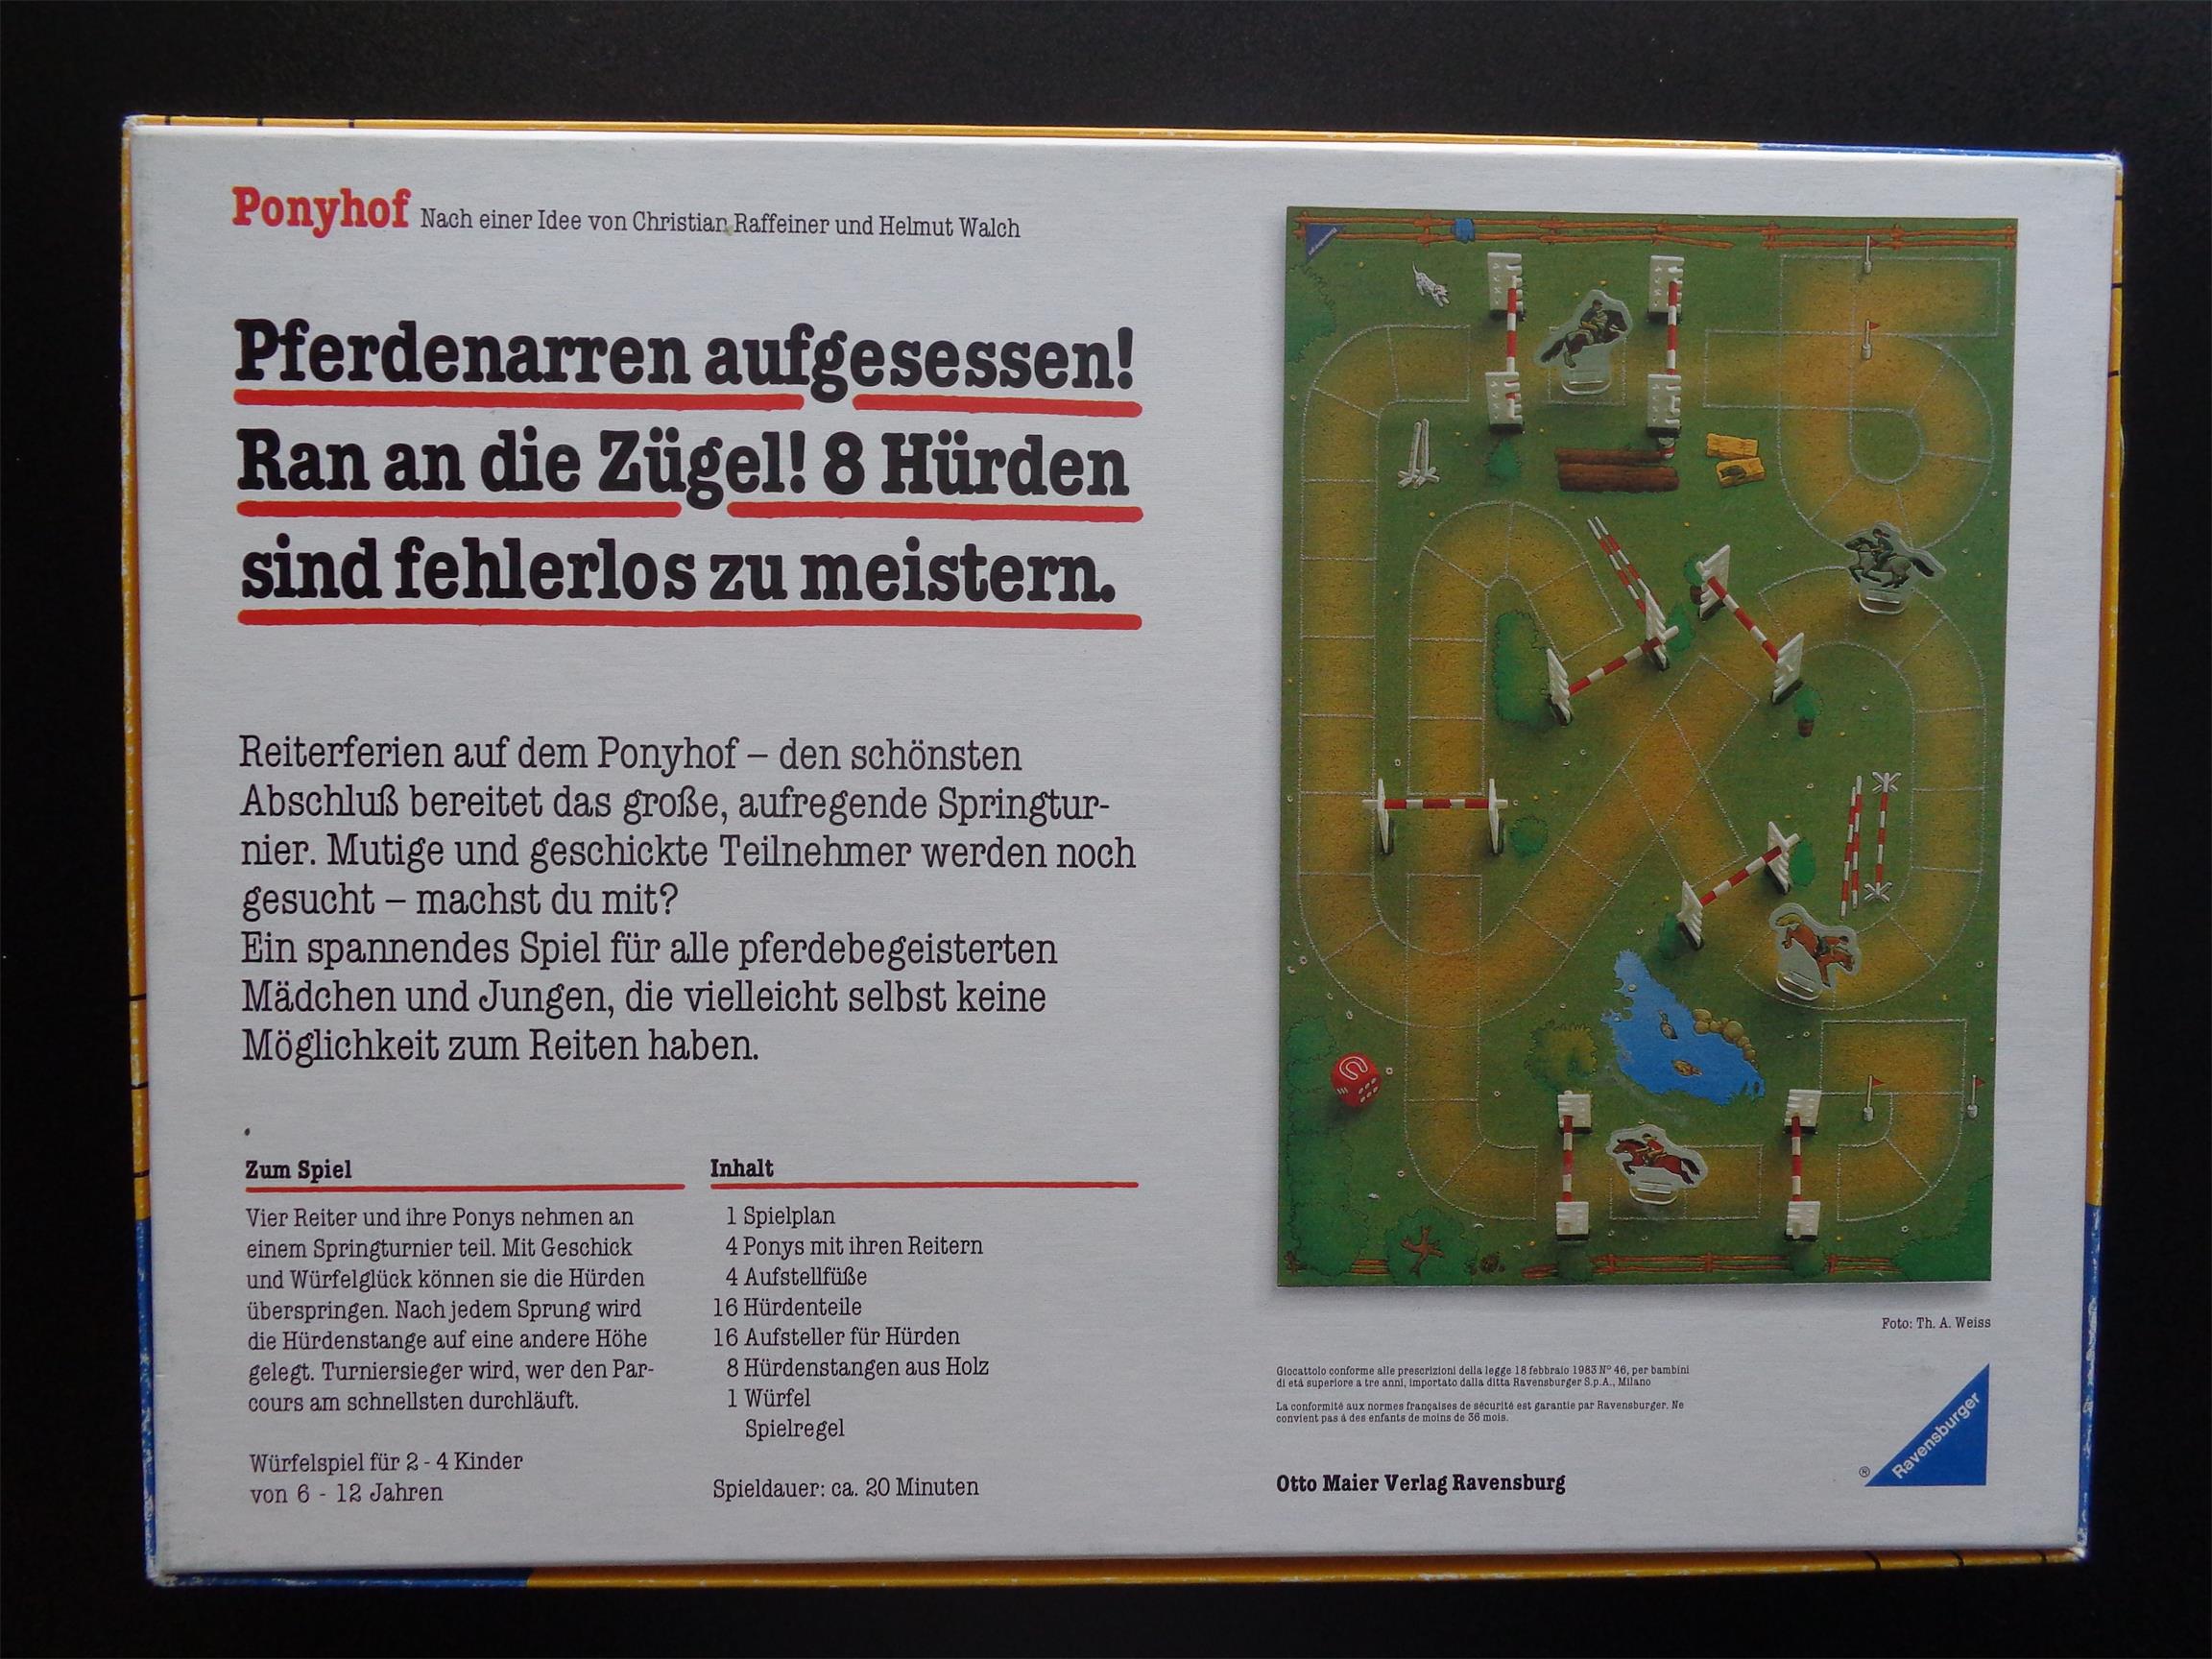 Ponyhof Nach einer Idee von Christian Raffeiner und Helmut Walch
Pferdenarren aufgesessen!
Ran an die Zügel! 8 Hürden
sind fehlerlos zu meistern.
Reiterferien auf dem Ponyhof – den schönsten
Abschluß bereitet das große, aufregende Springtur-
nier. Mutige und geschickte Teilnehmer werden noch
gesucht – machst du mit?
Ein spannendes Spiel für alle pferdebegeisterten
Mädchen und Jungen, die vielleicht selbst keine
Möglichkeit zum Reiten haben.
Zum Spiel
Vier Reiter und ihre Ponys nehmen an
einem Springturnier teil. Mit Geschick
und Würfelglück können sie die Hürden
überspringen. Nach jedem Sprung wird
die Hürdenstange auf eine andere Höhe
gelegt. Turniersieger wird, wer den Par-
cours am schnellsten durchläuft.
Würfelspiel für 2 - 4 Kinder
von 6 - 12 Jahren
Inhalt
1 Spielplan
4 Ponys mit ihren Reitern
4 Aufstellfüße
16 Hürdenteile
16 Aufsteller für Hürden
8 Hürdenstangen aus Holz
1 Würfel
Spielregel
Spieldauer: ca. 20 Minuten
Foto: Th. A. Weiss
Giocattolo conforme alle prescrizioni della legge 18 febbraio 1983 Nº 46, per bambini
di età superiore a tre anni, importato dalla ditta Ravensburger S.p.A., Milano
La conformité aux normes françaises de sécurité est garantie par Ravensburger. Ne
convient pas à des enfants de moins de 36 mois.
Otto Maier Verlag Ravensburg
® Ravensburger